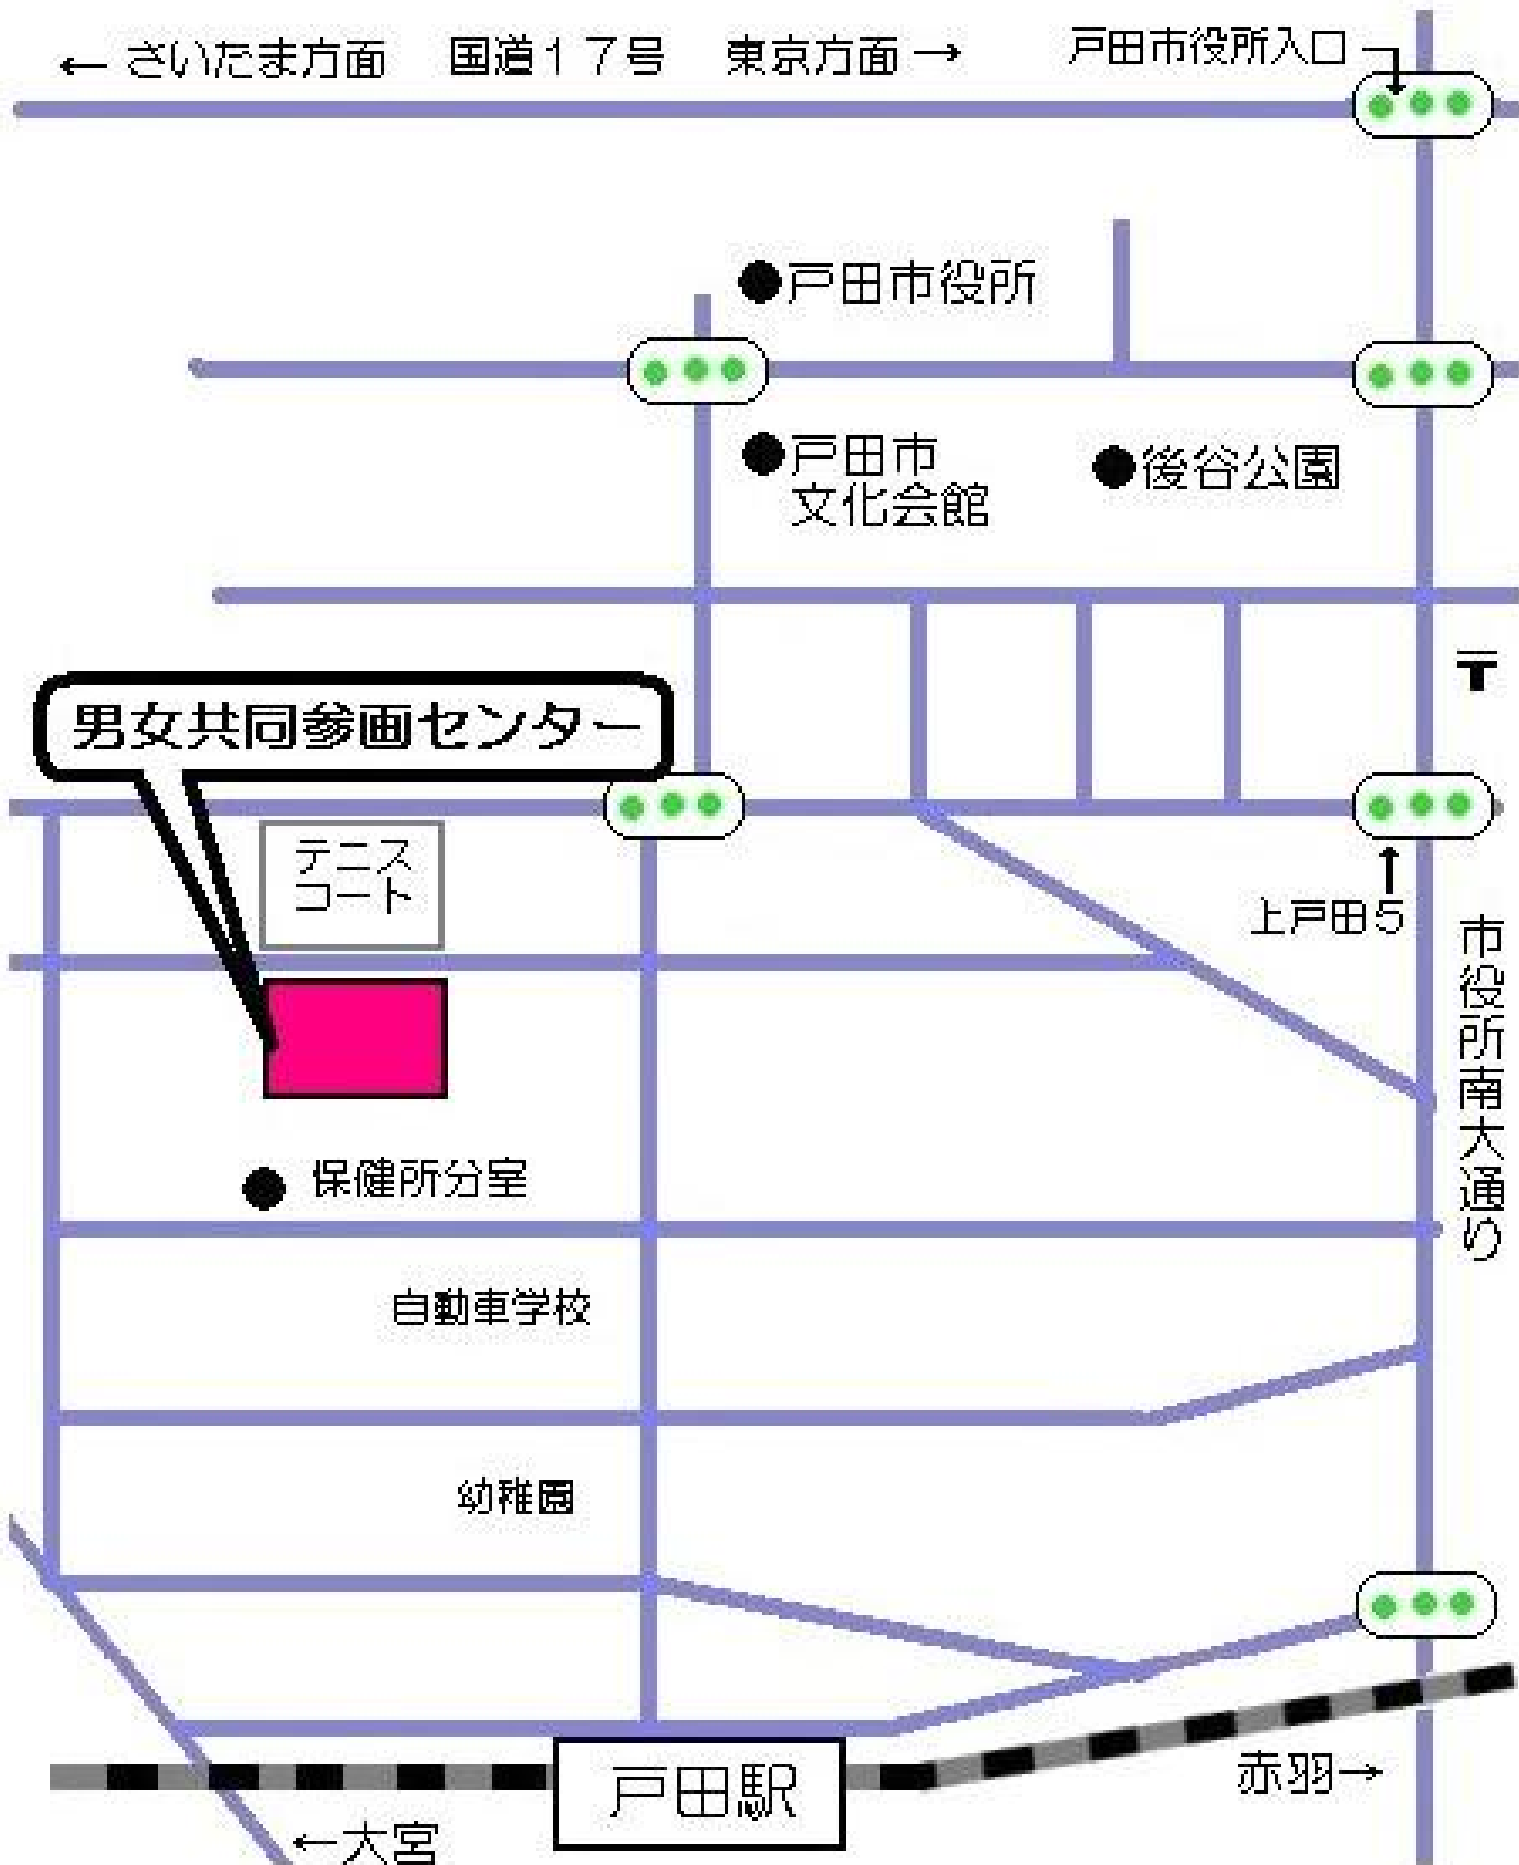 ← さいたま方面 国道17号 東京方面 →
戸田市役所入口
●戸田市役所
●戸田市
文化会館
●後谷公園
〒
男女共同参画センター
テニス
コート
↑
上戸田5
市役所南大通り
● 保健所分室
自動車学校
幼稚園
戸田駅
赤羽→
←大宮